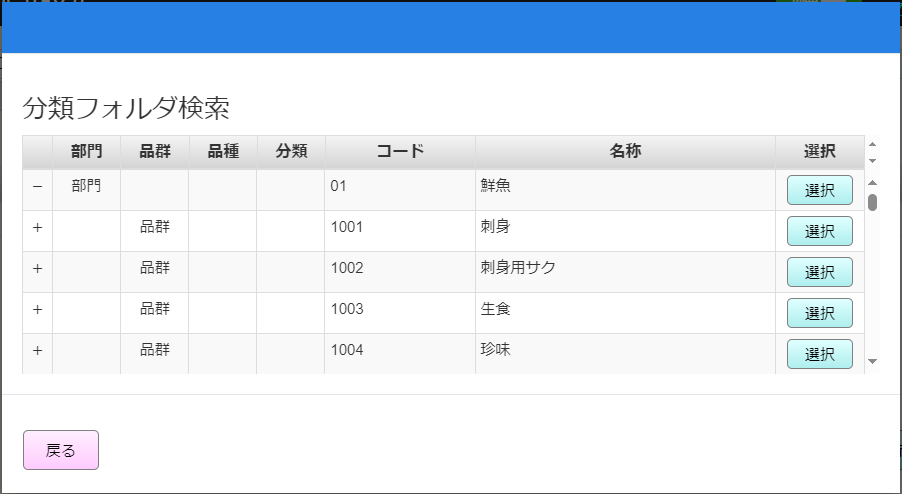 分類フォルダ検索
部門 品群 品種 分類 コード 名称 選択
− 部門 01 鮮魚 選択
+ 品群 1001 刺身 選択
+ 品群 1002 刺身用サク 選択
+ 品群 1003 生食 選択
+ 品群 1004 珍味 選択
戻る